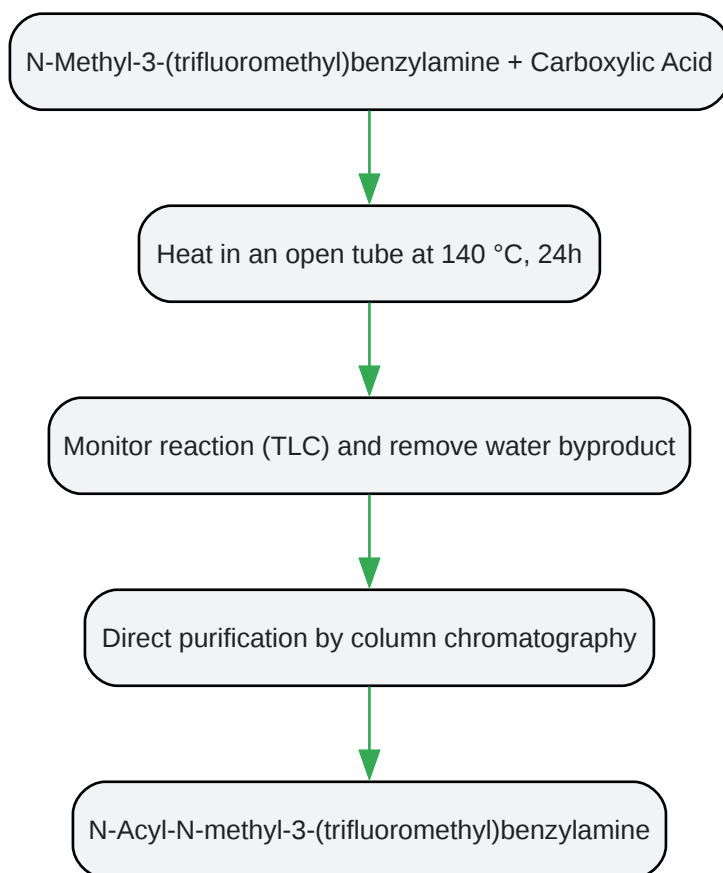 N-Methyl-3-(trifluoromethyl)benzylamine + Carboxylic Acid
Heat in an open tube at 140 °C, 24h
Monitor reaction (TLC) and remove water byproduct
Direct purification by column chromatography
N-Acyl-N-methyl-3-(trifluoromethyl)benzylamine